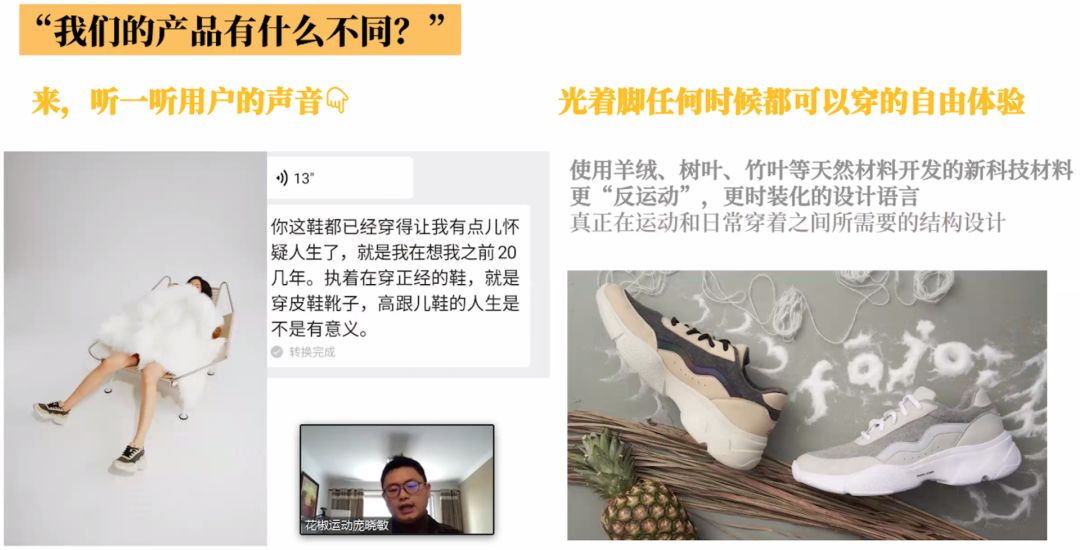 “我们的产品有什么不同？”
来，听一听用户的声音
13"
你这鞋都已经穿得让我有点儿怀
疑人生了，就是我在想我之前20
几年。执着在穿正经的鞋，就是
穿皮鞋靴子，高跟儿鞋的人生是
不是有意义。
转换完成
花椒运动庞晓敏
光着脚任何时候都可以穿的自由体验
使用羊绒、树叶、竹叶等天然材料开发的新科技材料
更“反运动”，更时装化的设计语言
真正在运动和日常穿着之间所需要的结构设计